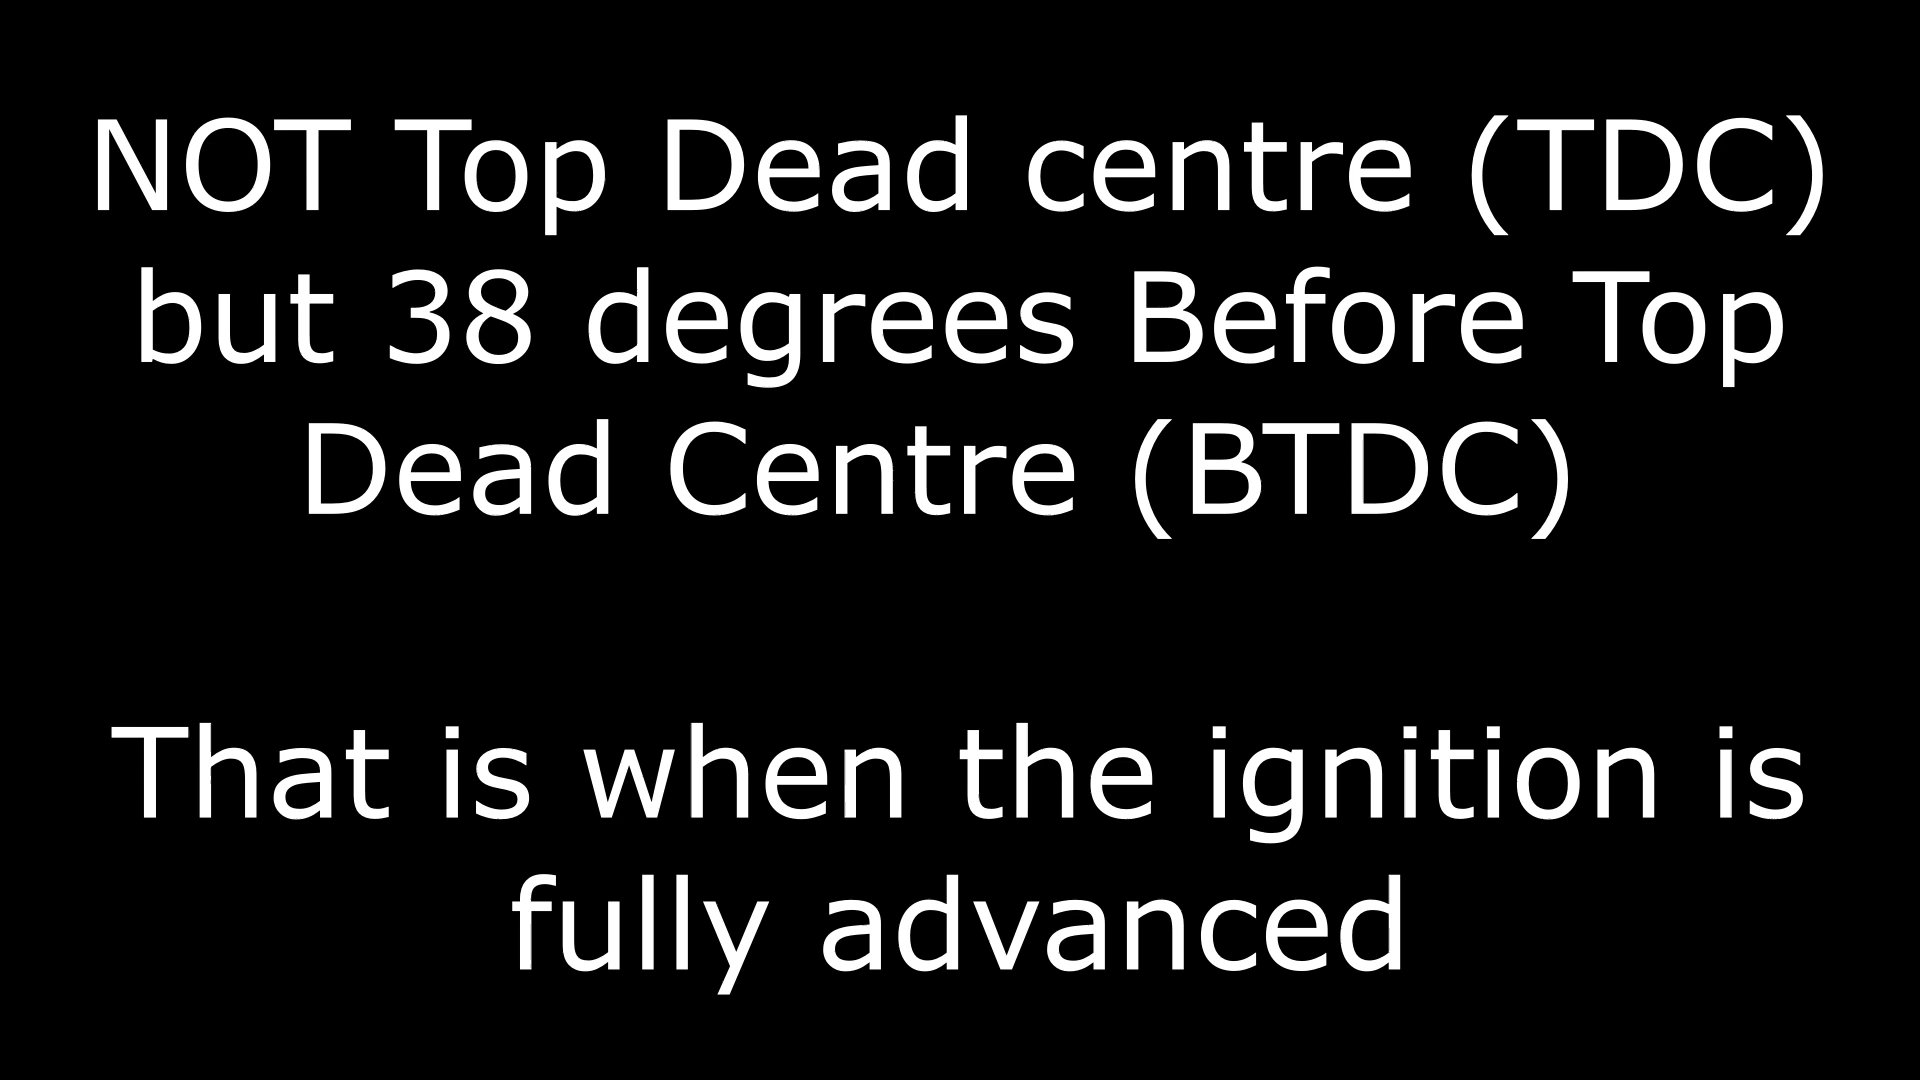 NOT Top Dead centre (TDC)
but 38 degrees Before Top
Dead Centre (BTDC)
That is when the ignition is
fully advanced